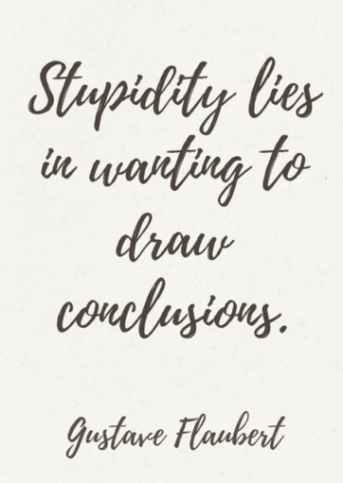 Stupidity lies
in wanting to
draw
conclusions.
Gustave Flaubert